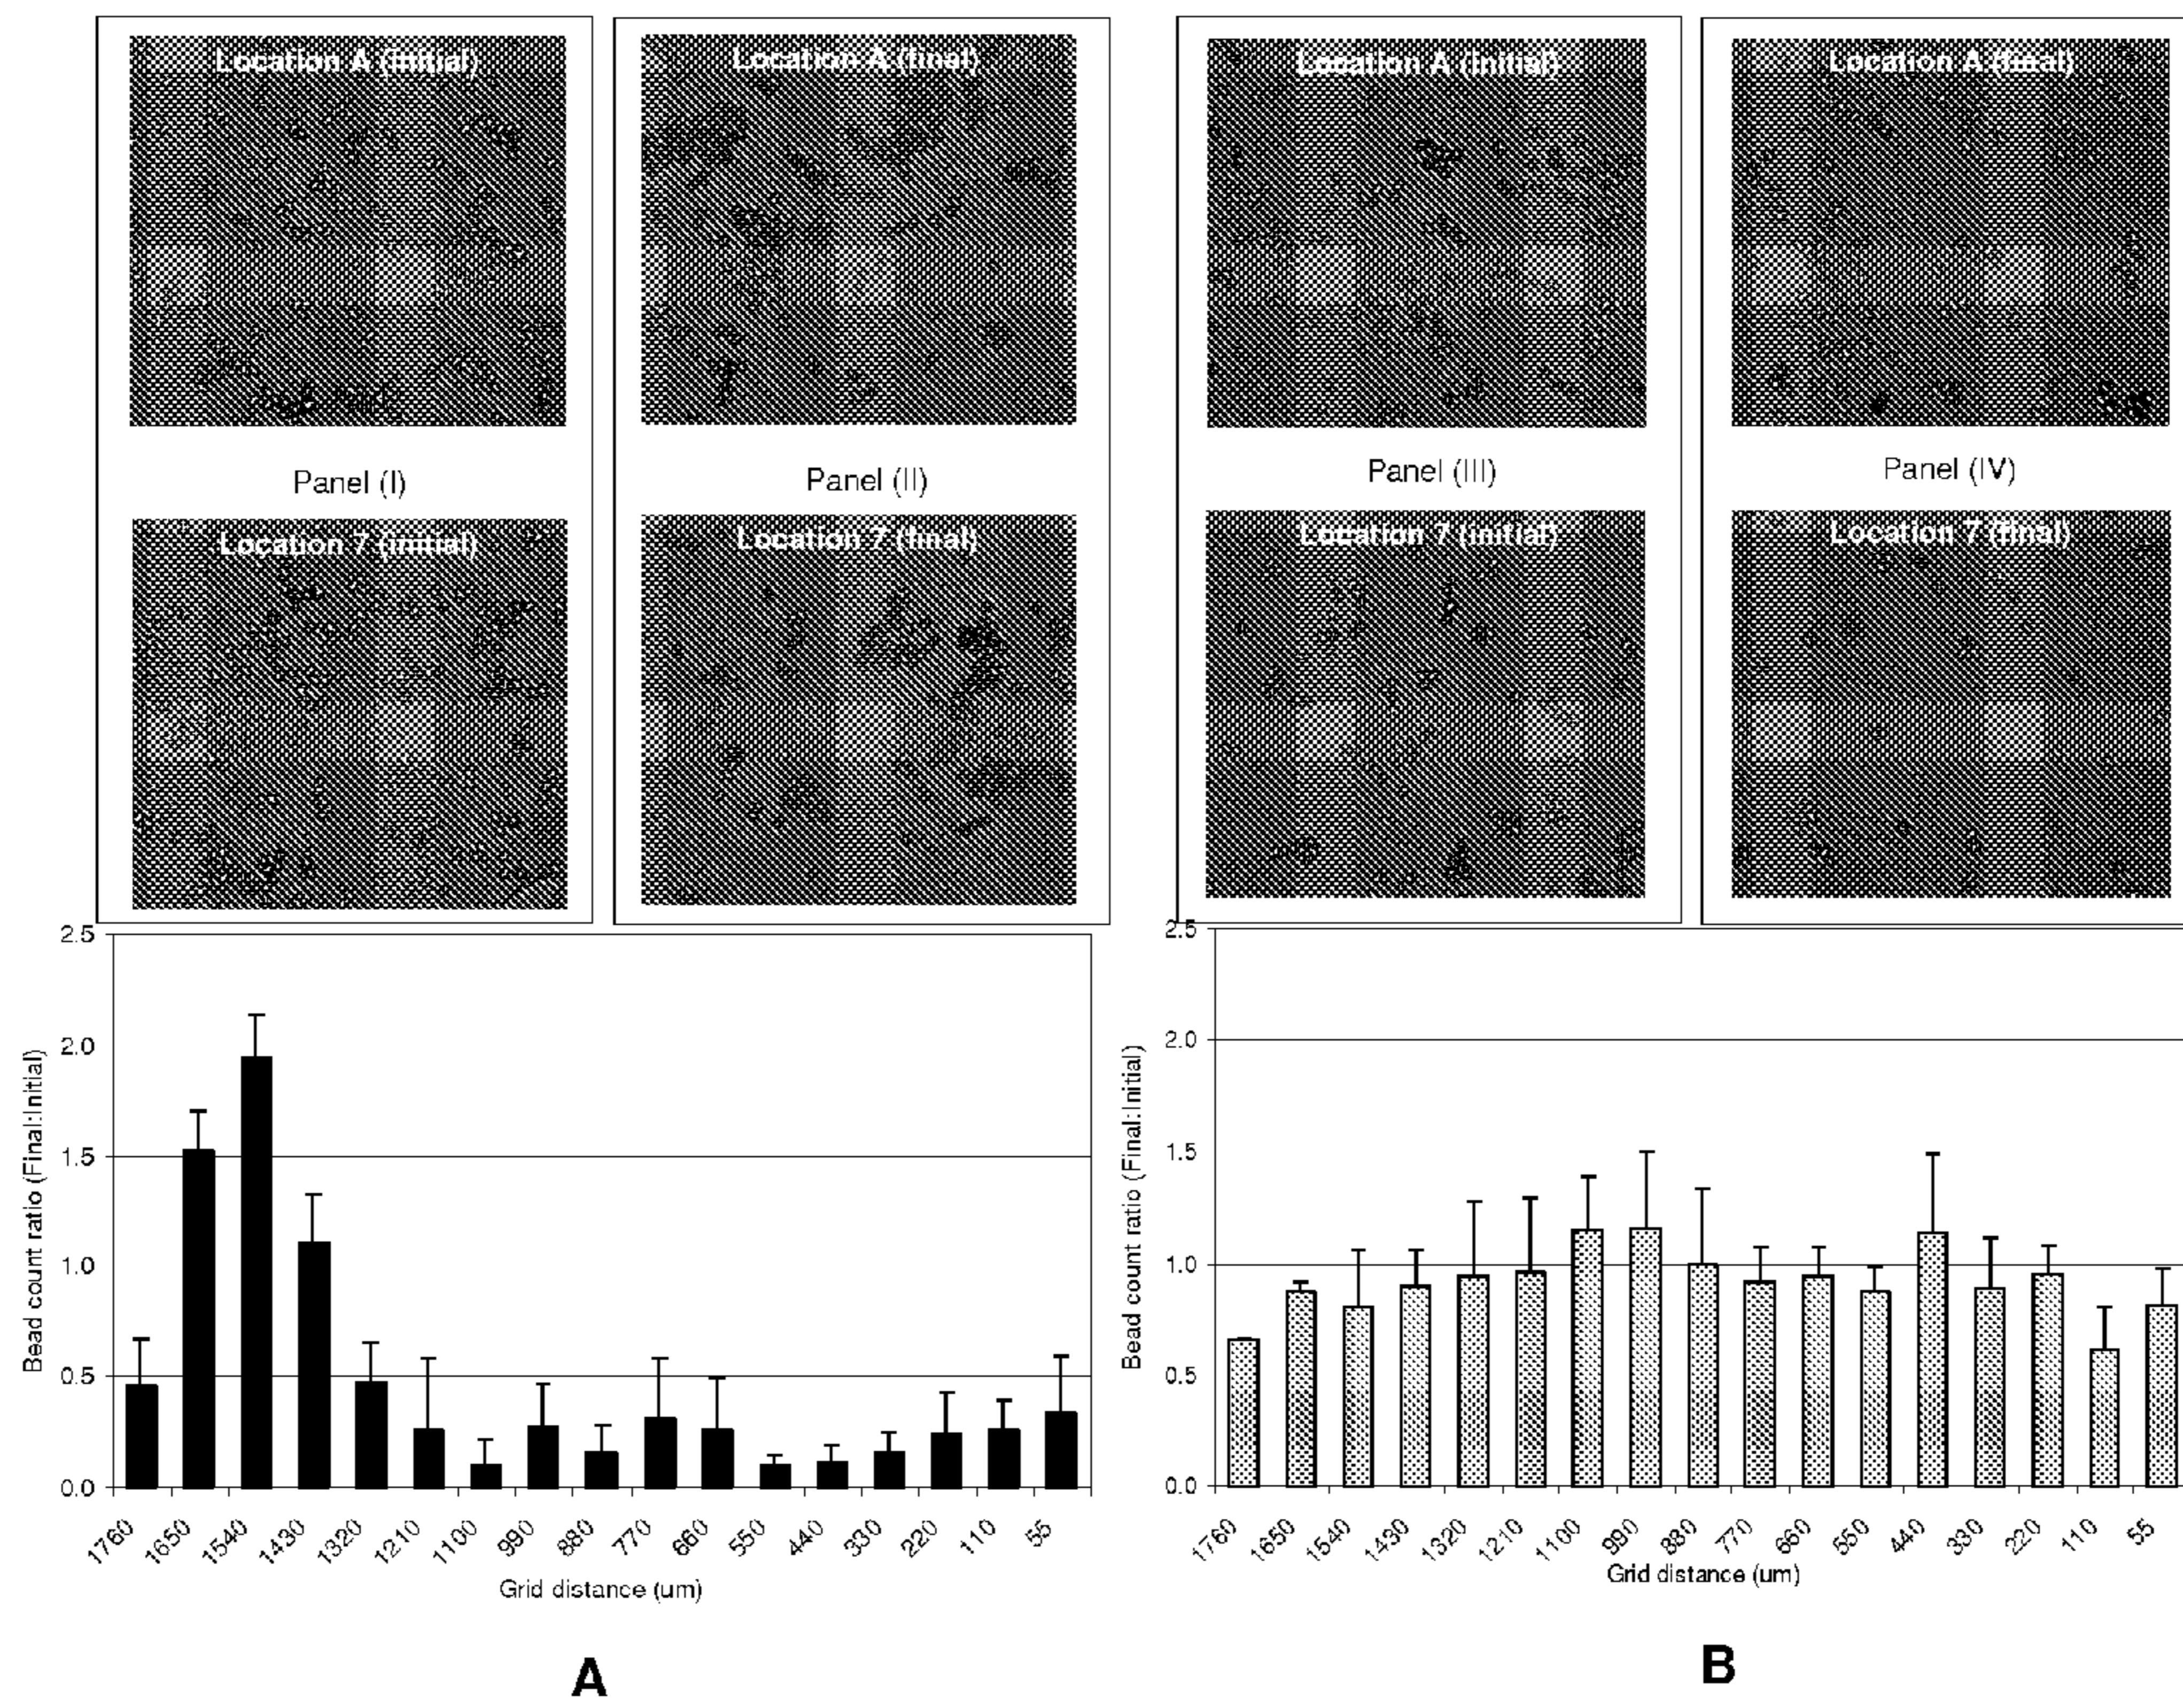 Location A (initial)
Location A (final)
Location A (initial)
Location A (final)
Panel (I)
Panel (II)
Panel (III)
Panel (IV)
Location 7 (initial)
Location 7 (final)
Location 7 (initial)
Location 7 (final)
Bead count ratio (Final:Initial)
2.5
2.0
1.5
1.0
0.5
0.0
1760
1650
1540
1430
1320
1210
1100
990
880
770
660
550
440
330
220
110
55
Grid distance (um)
A
Bead count ratio (Final:Initial)
2.5
2.0
1.5
1.0
0.5
0.0
1760
1650
1540
1430
1320
1210
1100
990
880
770
660
550
440
330
220
110
55
Grid distance (um)
B